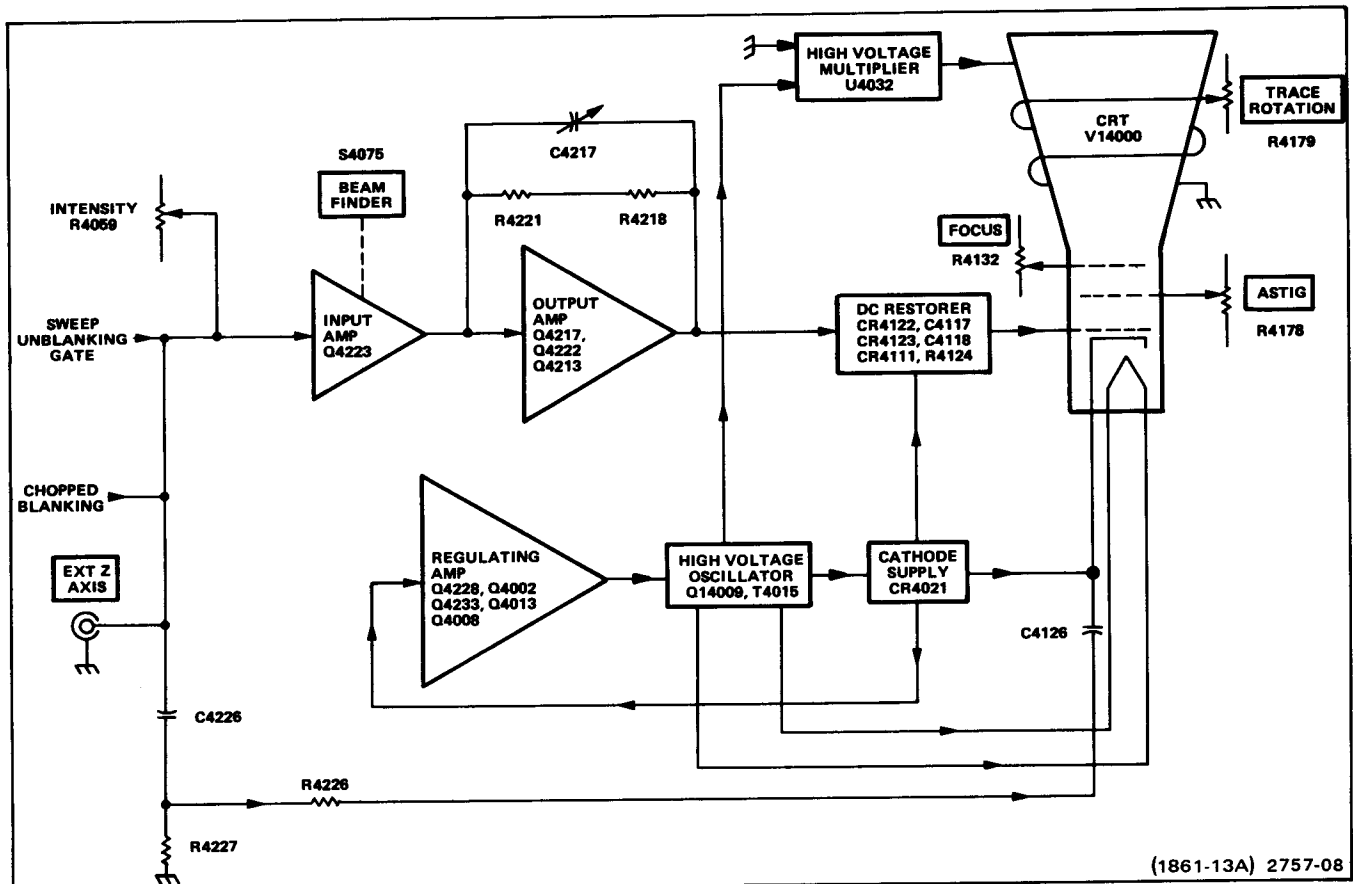 HIGH VOLTAGE
MULTIPLIER
U4032
TRACE
ROTATION
R4179
CRT
V14000
C4217
S4075
BEAM
FINDER
R4221
R4218
INTENSITY
R4059
FOCUS
R4132
ASTIG
R4178
SWEEP
UNBLANKING
GATE
INPUT
AMP
Q4223
OUTPUT
AMP
Q4217,
Q4222
Q4213
DC RESTORER
CR4122, C4117
CR4123, C4118
CR4111, R4124
CHOPPED
BLANKING
EXT Z
AXIS
REGULATING
AMP
Q4228, Q4002
Q4233, Q4013
Q4008
HIGH VOLTAGE
OSCILLATOR
Q14009, T4015
CATHODE
SUPPLY
CR4021
C4126
C4226
R4226
R4227
(1861-13A) 2757-08